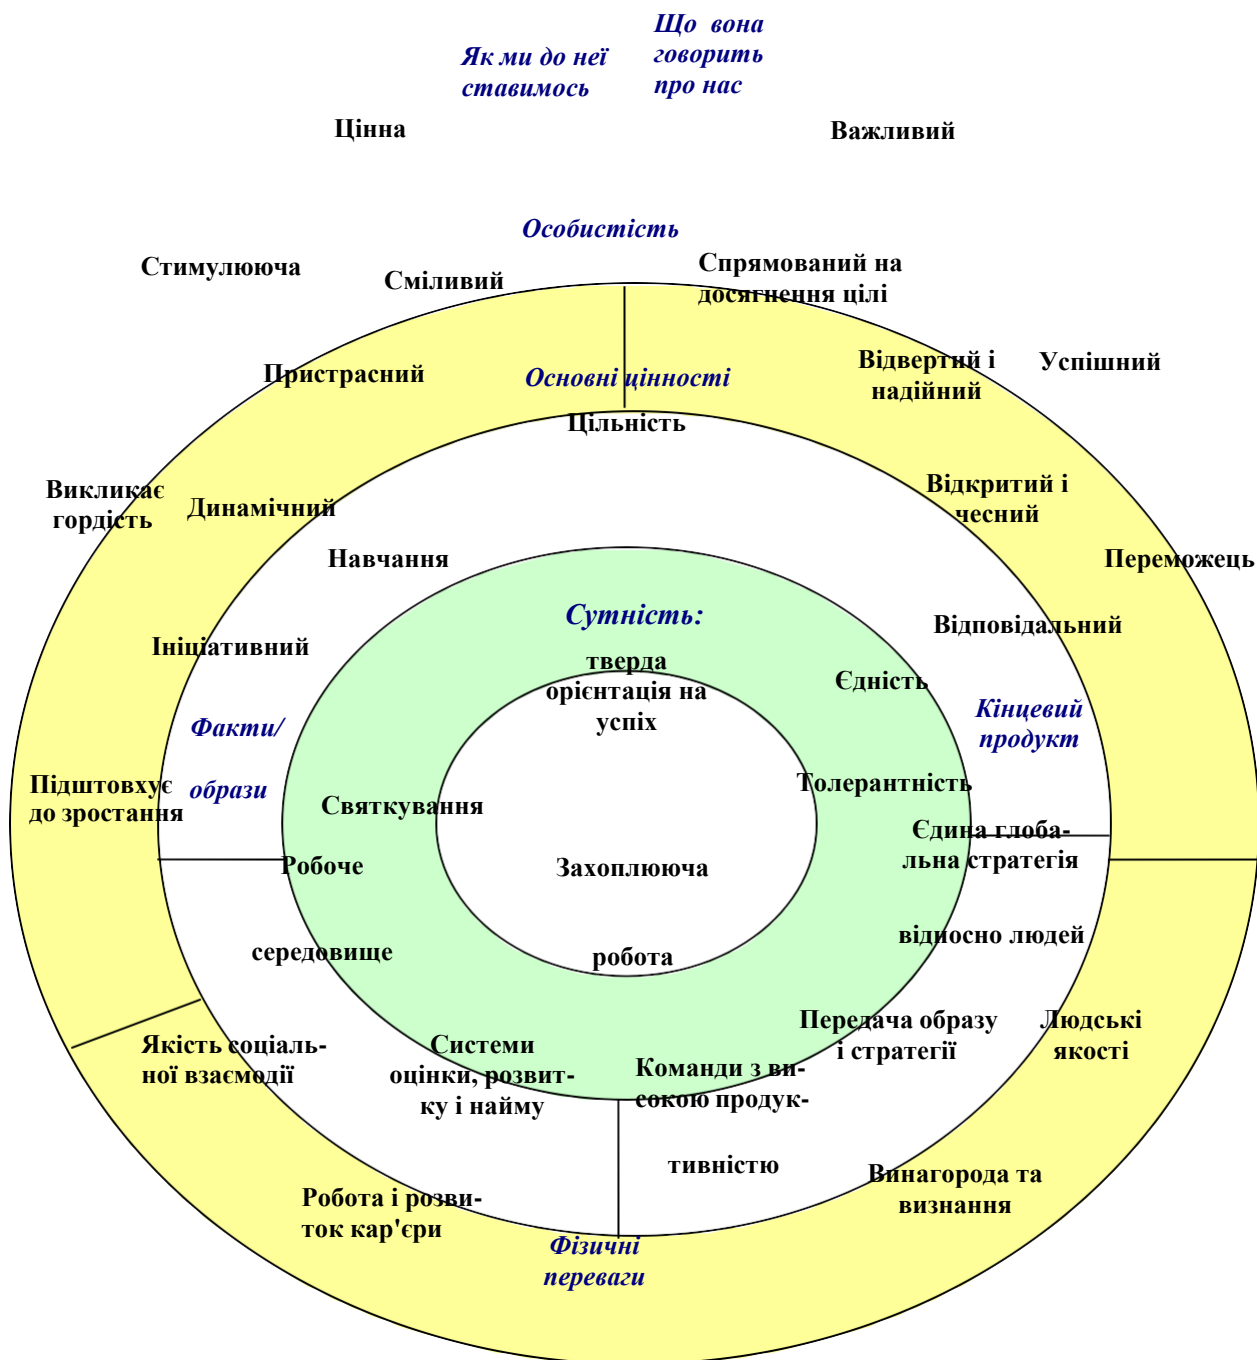 Що вона
говорить
про нас
Як ми до неї
ставимось
Цінна
Важливий
Особистість
Стимулююча
Сміливий
Спрямований на
досягнення цілі
Пристрасний
Основні цінності
Відвертий і
надійний
Успішний
Цільність
Викликає
гордість
Динамічний
Відкритий і
чесний
Навчання
Переможець
Сутність:
Ініціативний
Відповідальний
тверда
орієнтація на
успіх
Єдність
Факти/
образи
Кінцевий
продукт
Підштовхує
до зростання
Святкування
Толерантність
Єдина глоба-
льна стратегія
Робоче
Захоплююча
середовище
робота
відносно людей
Якість соціаль-
ної взаємодії
Системи
оцінки, розвит-
ку і найму
Команди з ви-
сокою продук-
тивністю
Передача образу
і стратегії
Людські
якості
Робота і розви-
ток кар'єри
Винагорода та
визнання
Фізичні
переваги